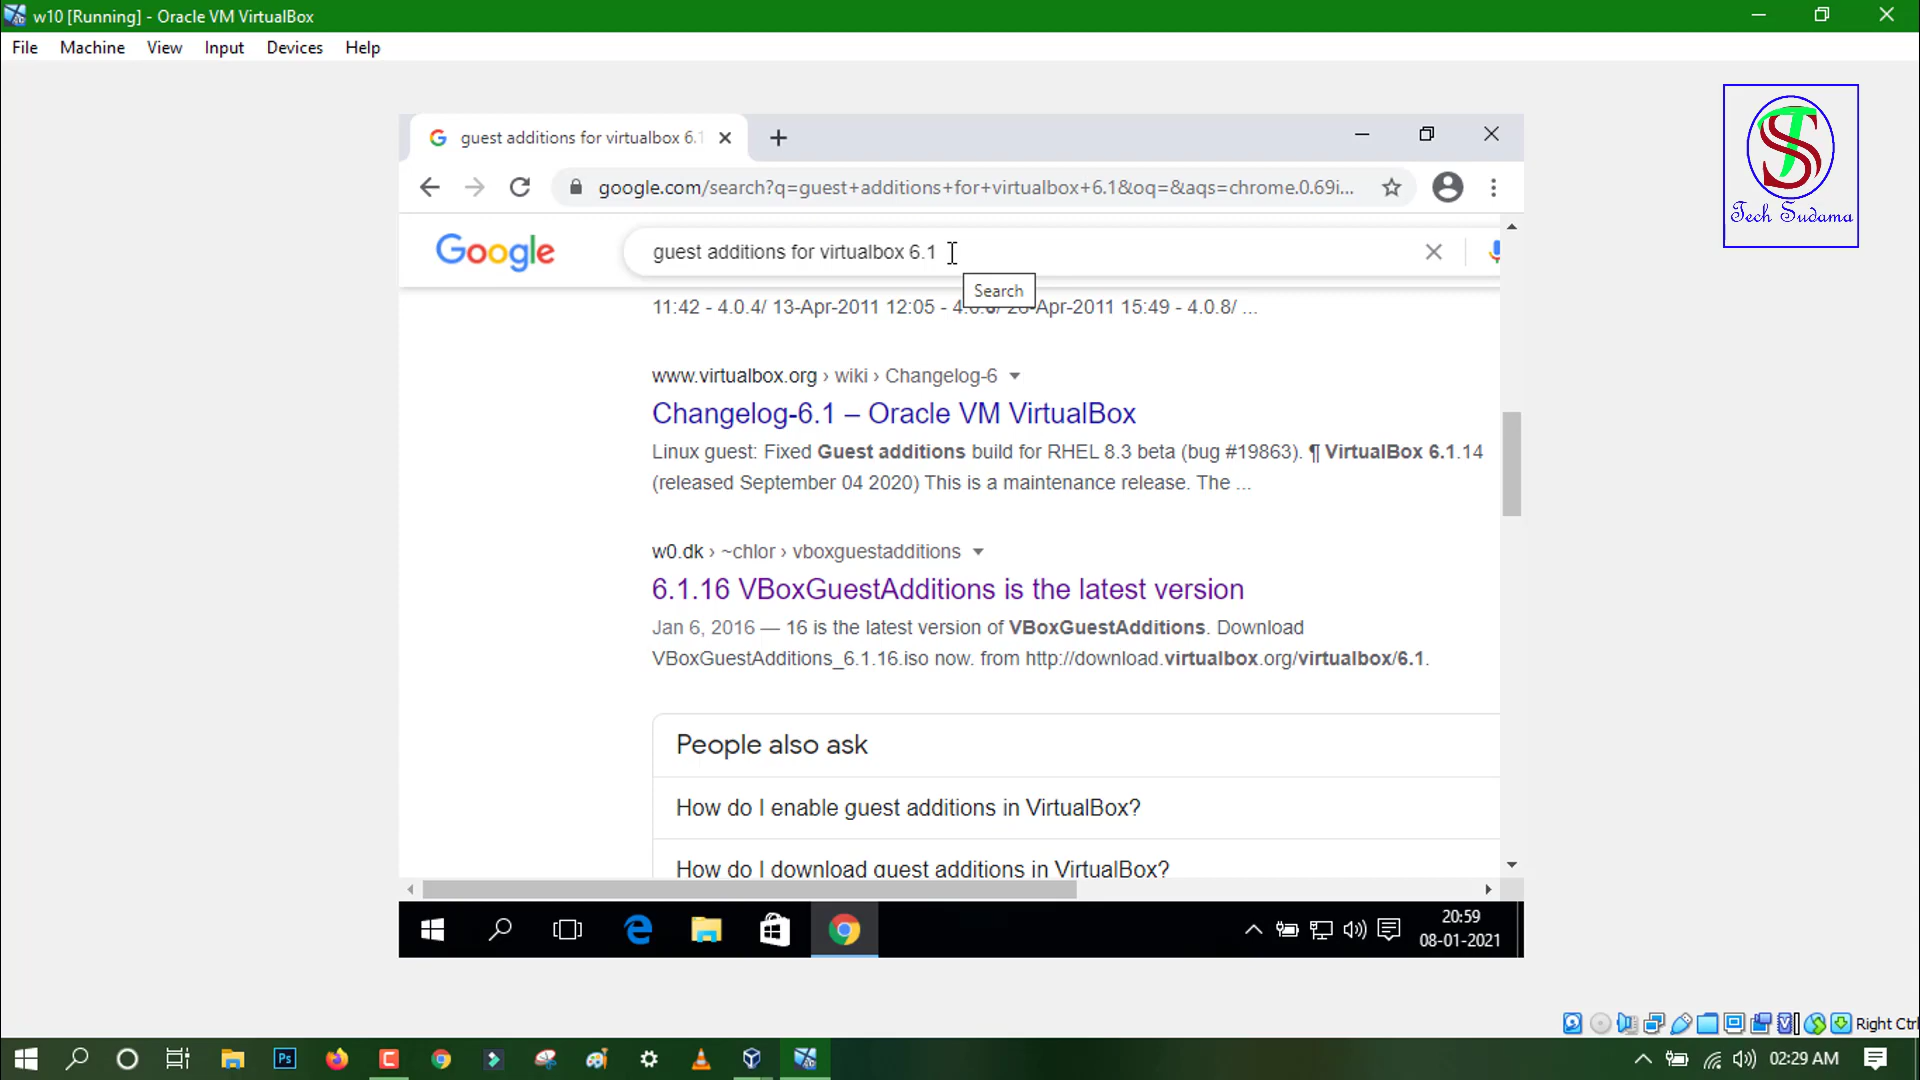 w10 [Running] - Oracle VM VirtualBox
File Machine View Input Devices Help
guest additions for virtualbox 6.1
google.com/search?q=guest+additions+for+virtualbox+6.1&oq=&aqs=chrome.0.69i...
Google
guest additions for virtualbox 6.1
Search
11:42 - 4.0.4/ 13-Apr-2011 12:05 - 4.0.6/ 26-Apr-2011 15:49 - 4.0.8/ ...
www.virtualbox.org › wiki › Changelog-6
Changelog-6.1 – Oracle VM VirtualBox
Linux guest: Fixed Guest additions build for RHEL 8.3 beta (bug #19863). ¶ VirtualBox 6.1.14
(released September 04 2020) This is a maintenance release. The ...
w0.dk › ~chlor › vboxguestadditions
6.1.16 VBoxGuestAdditions is the latest version
Jan 6, 2016 — 16 is the latest version of VBoxGuestAdditions. Download
VBoxGuestAdditions_6.1.16.iso now. from http://download.virtualbox.org/virtualbox/6.1.
People also ask
How do I enable guest additions in VirtualBox?
How do I download guest additions in VirtualBox?
20:59
08-01-2021
Tech Sudama
Right Ctrl
Ps
02:29 AM